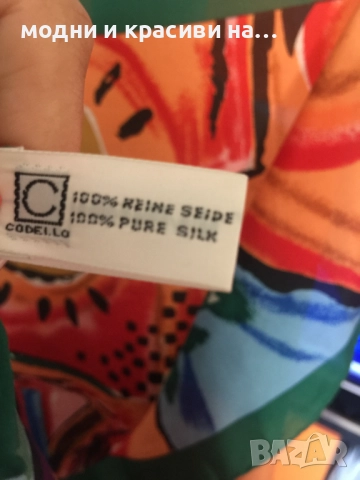 модни и красиви на...
C
CODELLO
100% REINE SEIDE
100% PURE SILK
BAZAR